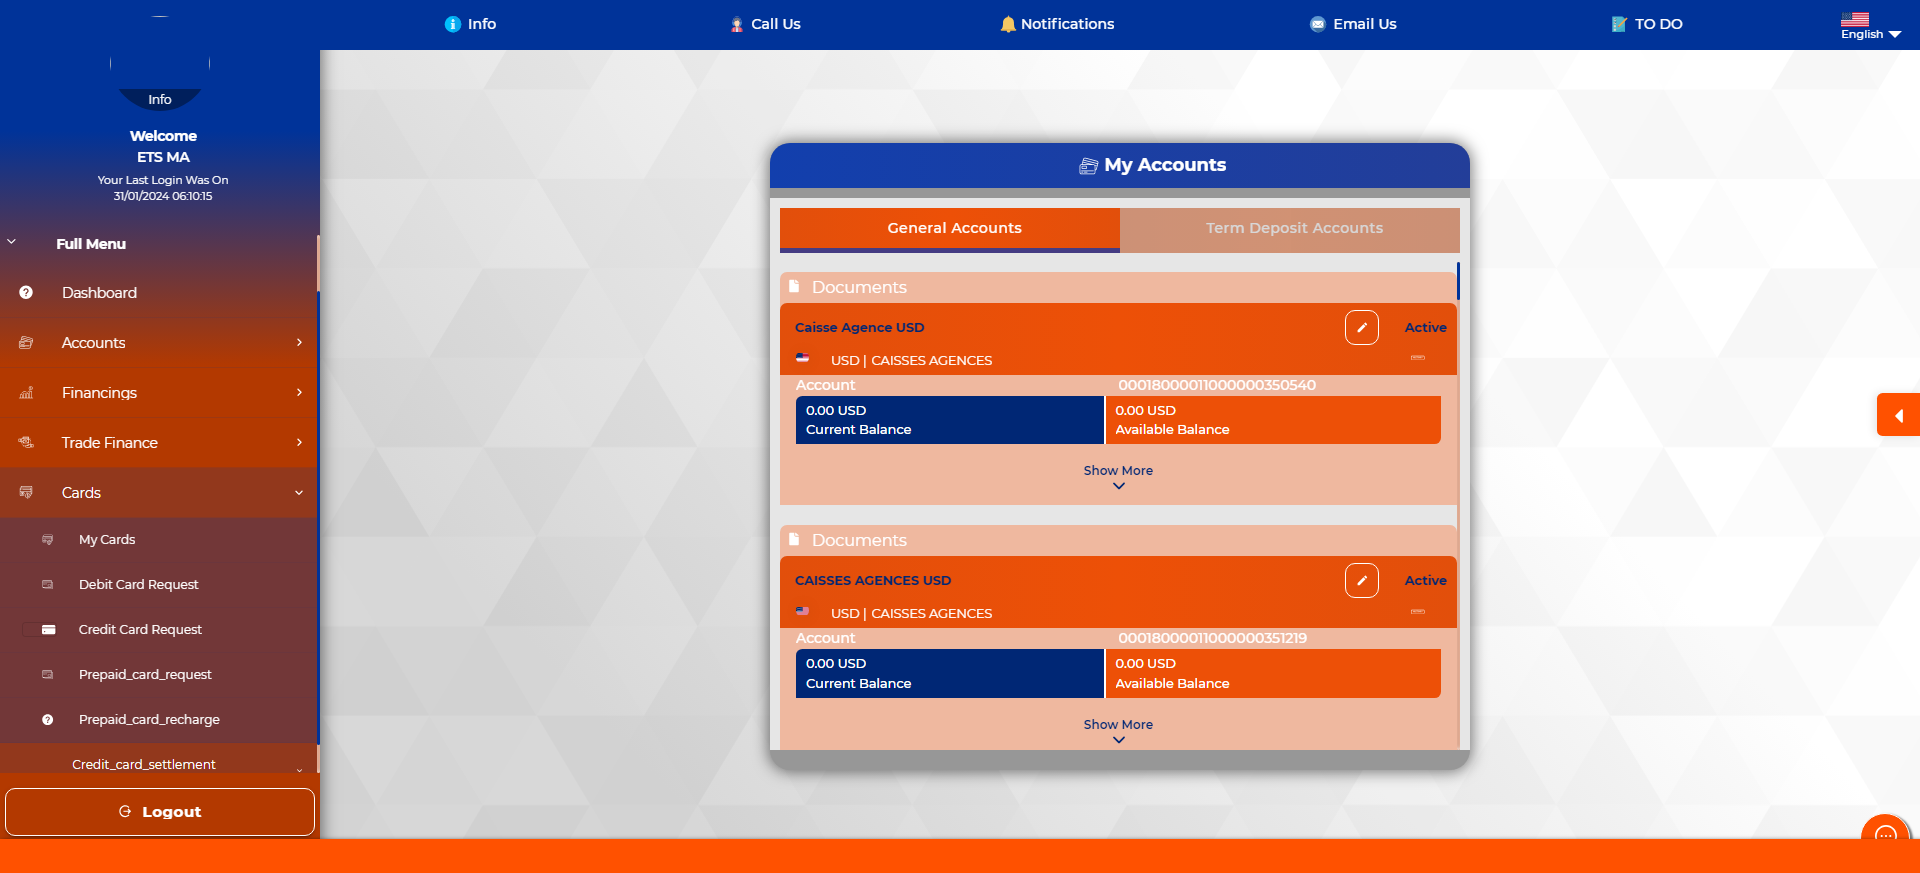 Info
Call Us
Notifications
Email Us
TO DO
English
Info
Welcome
ETS MA
Your Last Login Was On
31/01/2024 06:10:15
Full Menu
Dashboard
Accounts
Financings
Trade Finance
Cards
My Cards
Debit Card Request
Credit Card Request
Prepaid_card_request
Prepaid_card_recharge
Credit_card_settlement
Logout
My Accounts
General Accounts
Term Deposit Accounts
Documents
Caisse Agence USD
Active
USD | CAISSES AGENCES
Account
00018000011000000350540
0.00 USD
Current Balance
0.00 USD
Available Balance
Show More
Documents
CAISSES AGENCES USD
Active
USD | CAISSES AGENCES
Account
00018000011000000351219
0.00 USD
Current Balance
0.00 USD
Available Balance
Show More